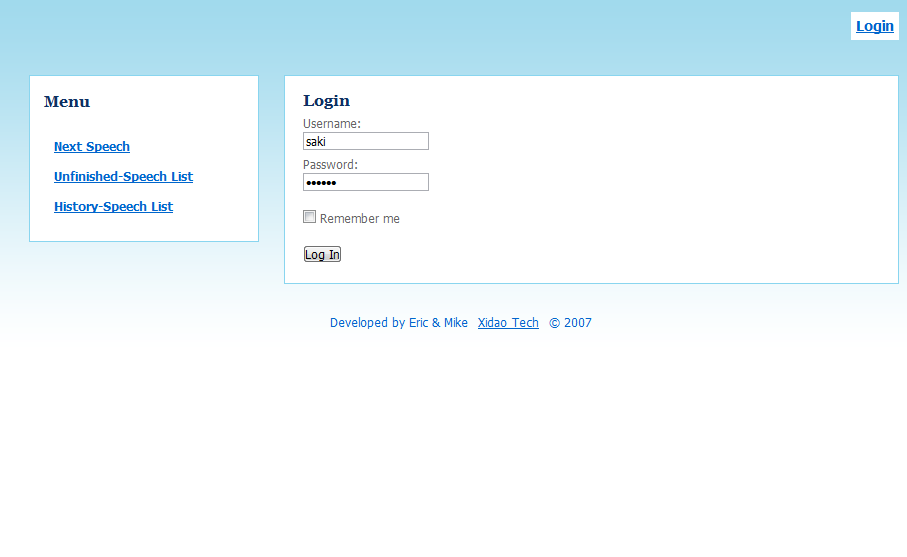 Login
Menu
Next Speech
Unfinished-Speech List
History-Speech List
Login
Username:
saki
Password:
••••••
Remember me
Log In
Developed by Eric & Mike Xidao Tech © 2007